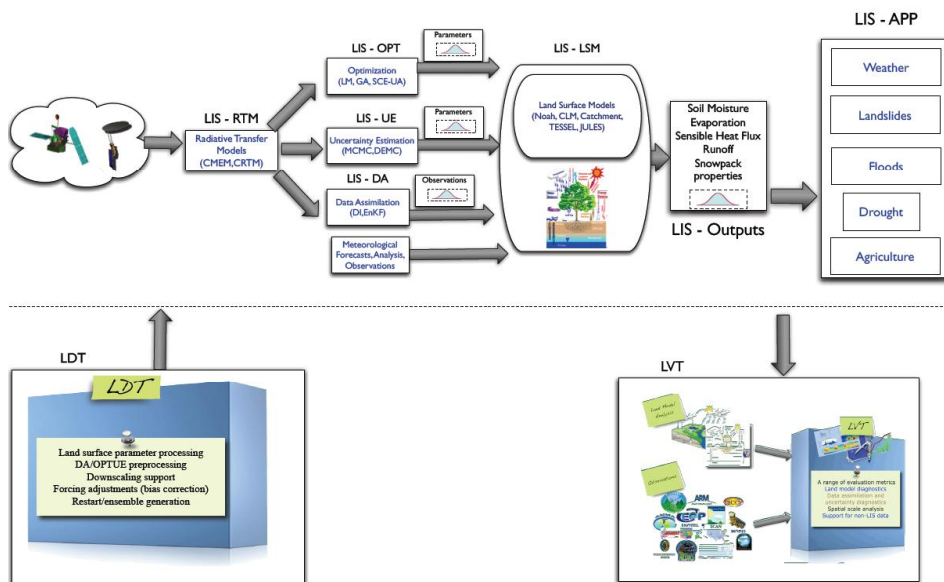 LIS - APP
Weather
Landslides
Floods
Drought
Agriculture
LIS - OPT
Optimization
(LM, GA, SCE-UA)
Parameters
LIS - LSM
LIS - RTM
Radiative Transfer
Models
(CMEM,CRTM)
LIS - UE
Uncertainty Estimation
(MCMC,DEMC)
Parameters
Land Surface Models
(Noah, CLM, Catchment,
TESSEL, JULES)
Soil Moisture
Evaporation
Sensible Heat Flux
Runoff
Snowpack
properties
LIS - Outputs
LIS - DA
Data Assimilation
(DI,EnKF)
Observations
Meteorological
Forecasts,Analysis,
Observations
LDT
LDT
Land surface parameter processing
DA/OPTUE preprocessing
Downscaling support
Forcing adjustments (bias correction)
Restart/ensemble generation
LVT
Land Model
Observations
ARM
SCAN
LVT
A range of evaluation metrics
Land model diagnostics
Data assimilation and
uncertainty diagnostics
Spatial scale analysis
Support for non-LIS data